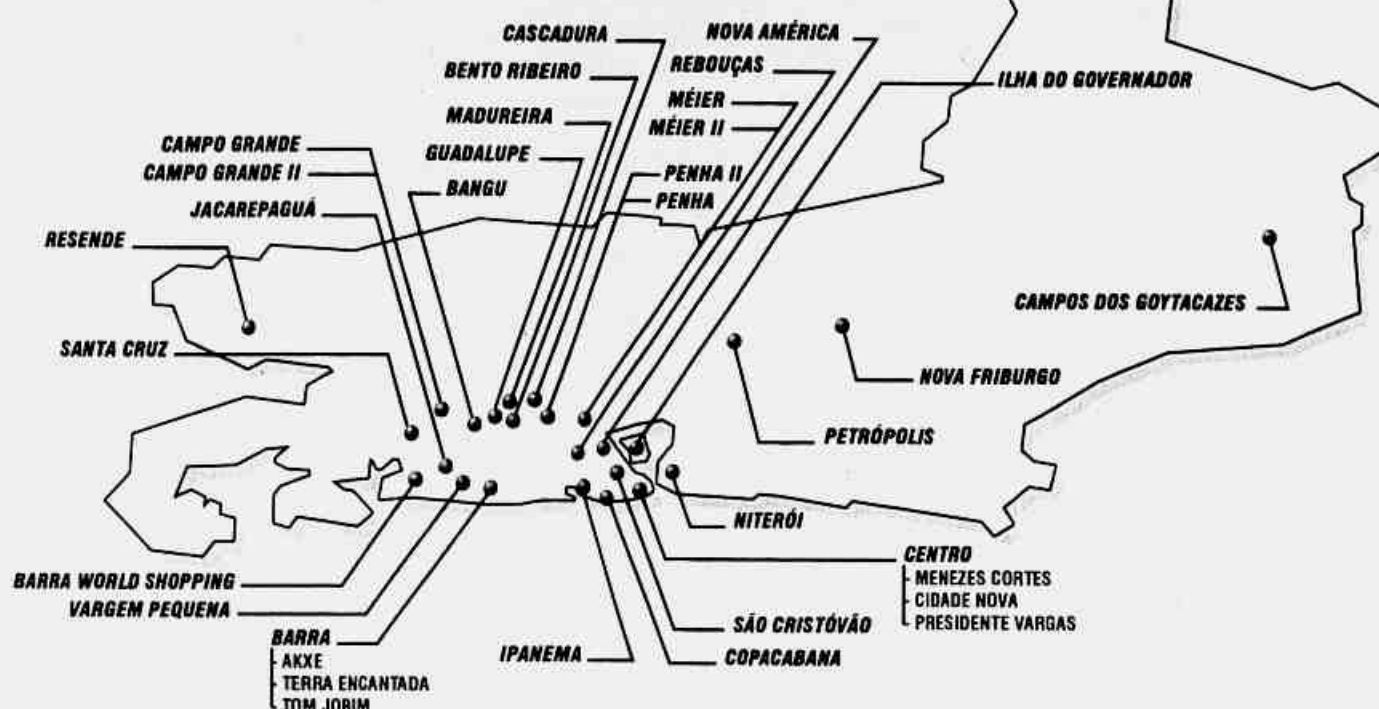 CASCADURA
NOVA AMÉRICA
BENTO RIBEIRO
REBOUÇAS
ILHA DO GOVERNADOR
MÉIER
MADUREIRA
MÉIER II
CAMPO GRANDE
GUADALUPE
CAMPO GRANDE II
PENHA II
BANGU
PENHA
JACAREPAGUÁ
RESENDE
CAMPOS DOS GOYTACAZES
SANTA CRUZ
NOVA FRIBURGO
PETRÓPOLIS
NITERÓI
CENTRO
- MENEZES CORTES
- CIDADE NOVA
- PRESIDENTE VARGAS
BARRA WORLD SHOPPING
VARGEM PEQUENA
SÃO CRISTÓVÃO
BARRA
- AKXE
- TERRA ENCANTADA
- TOM JOBIM
IPANEMA
COPACABANA